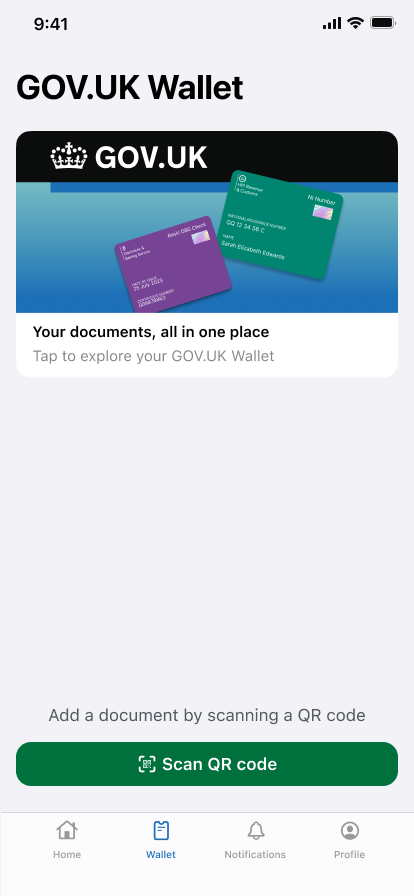 9:41
GOV.UK Wallet
GOV.UK
HM Revenue
& Customs
NI Number
NATIONAL INSURANCE NUMBER
QQ 12 34 56 C
NAME
Sarah Elizabeth Edwards
Basic DBS Check
Disclosure &
Barring Service
DATE OF ISSUE
25 July 2023
CERTIFICATE NUMBER
Your documents, all in one place
Tap to explore your GOV.UK Wallet
Add a document by scanning a QR code
Scan QR code
Home
Wallet
Notifications
Profile